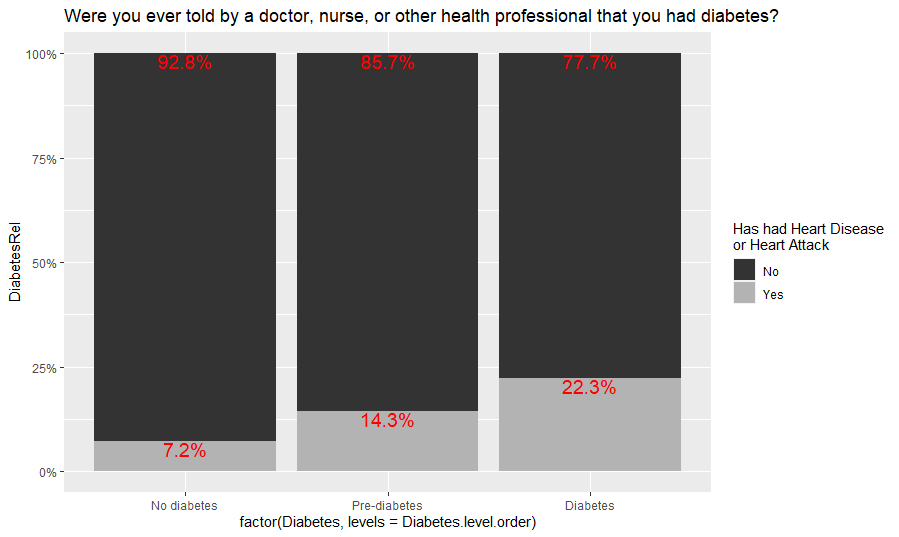 Were you ever told by a doctor, nurse, or other health professional that you had diabetes?
100%
75%
50%
25%
0%
DiabetesRel
92.8%
85.7%
77.7%
7.2%
14.3%
22.3%
No diabetes
Pre-diabetes
Diabetes
factor(Diabetes, levels = Diabetes.level.order)
Has had Heart Disease
or Heart Attack
No
Yes